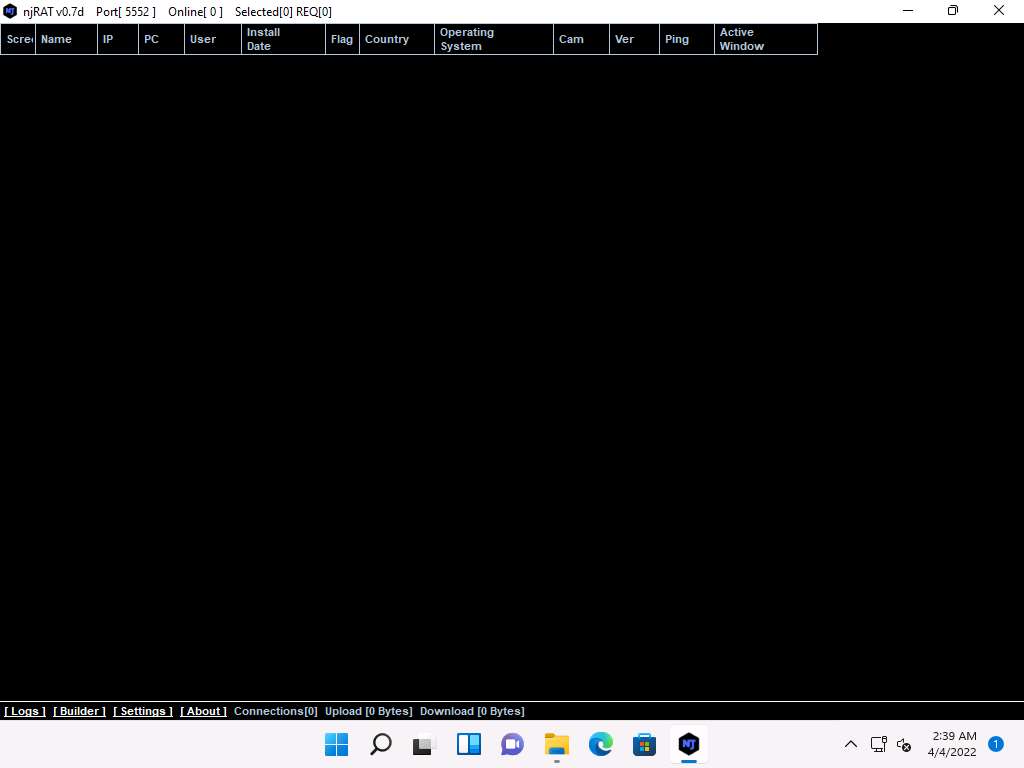 njRAT v0.7d Port[ 5552 ] Online[ 0 ] Selected[0] REQ[0]
Scree Name IP PC User Install Date Flag Country Operating System Cam Ver Ping Active Window
[ Logs ] [ Builder ] [ Settings ] [ About ] Connections[0] Upload [0 Bytes] Download [0 Bytes]
NJ
2:39 AM
4/4/2022
1